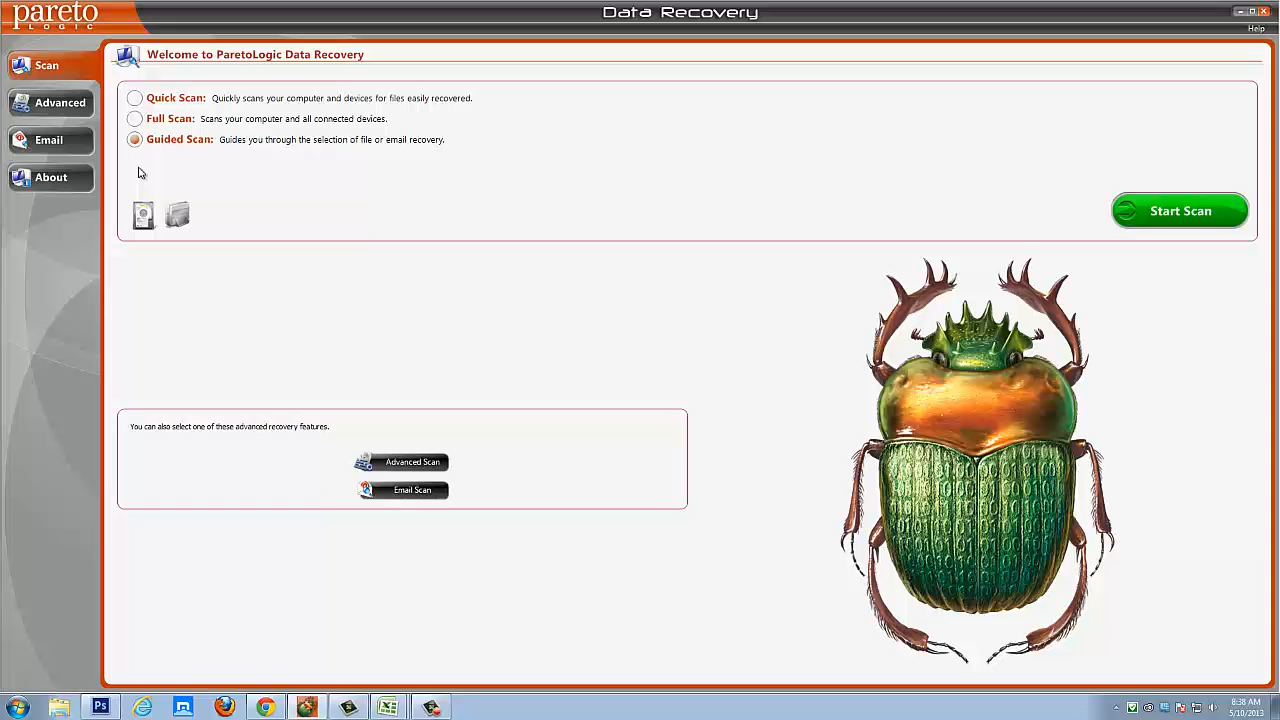 pareto
LOGIC
Data Recovery
Help
Scan
Advanced
Email
About
Welcome to ParetoLogic Data Recovery
Quick Scan: Quickly scans your computer and devices for files easily recovered.
Full Scan: Scans your computer and all connected devices.
Guided Scan: Guides you through the selection of file or email recovery.
Start Scan
You can also select one of these advanced recovery features.
Advanced Scan
Email Scan
Ps
8:38 AM
5/10/2013